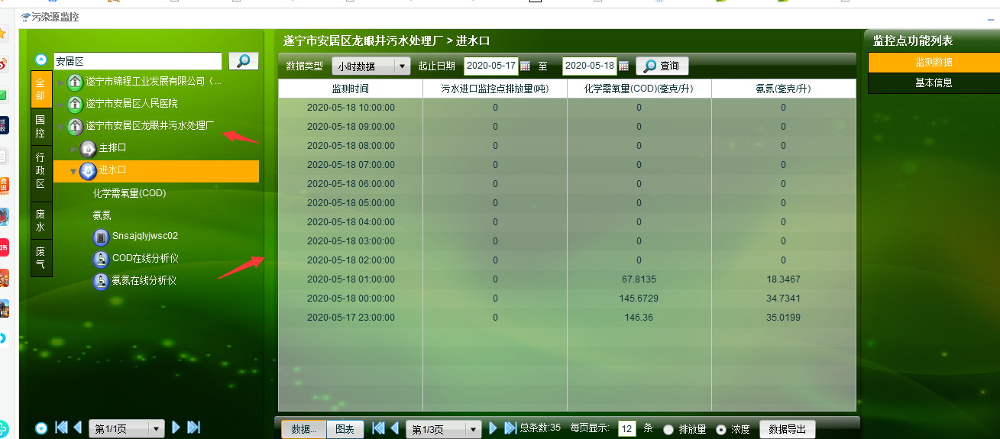 污染源监控
安居区
全部
国控
行政区
废水
废气
遂宁市锦程工业发展有限公司（...
遂宁市安居区人民医院
遂宁市安居区龙眼井污水处理厂
主排口
进水口
化学需氧量(COD)
氨氮
Snsajqlyjwsc02
COD在线分析仪
氨氮在线分析仪
第1/1页
遂宁市安居区龙眼井污水处理厂 > 进水口
数据类型 小时数据 起止日期 2020-05-17 至 2020-05-18 查询
监测时间 污水进口监控点排放量(吨) 化学需氧量(COD)(毫克/升) 氨氮(毫克/升)
2020-05-18 10:00:00 0 0 0
2020-05-18 09:00:00 0 0 0
2020-05-18 08:00:00 0 0 0
2020-05-18 07:00:00 0 0 0
2020-05-18 06:00:00 0 0 0
2020-05-18 05:00:00 0 0 0
2020-05-18 04:00:00 0 0 0
2020-05-18 03:00:00 0 0 0
2020-05-18 02:00:00 0 0 0
2020-05-18 01:00:00 0 67.8135 18.3467
2020-05-18 00:00:00 0 145.6729 34.7341
2020-05-17 23:00:00 0 146.36 35.0199
数据... 图表 第1/3页 总条数:35 每页显示: 12 条 排放量 浓度 数据导出
监控点功能列表
监测数据
基本信息